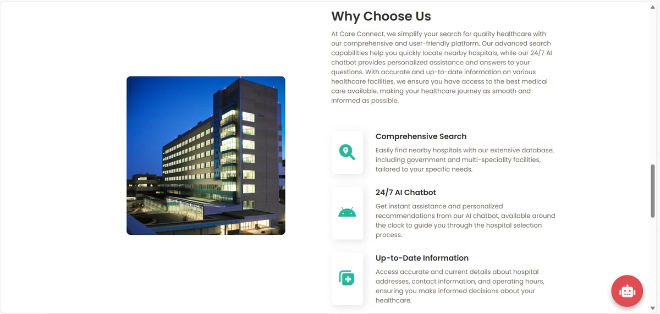 Why Choose Us
At Care Connect, we simplify your search for quality healthcare with
our comprehensive and user-friendly platform. Our advanced search
capabilities help you quickly locate nearby hospitals, while our 24/7 AI
chatbot provides personalized assistance and answers to your
questions. With accurate and up-to-date information on various
healthcare facilities, we ensure you have access to the best medical
care available, making your healthcare journey as smooth and
informed as possible.
Comprehensive Search
Easily find nearby hospitals with our extensive database,
including government and multi-speciality facilities,
tailored to your specific needs.
24/7 AI Chatbot
Get instant assistance and personalized
recommendations from our AI chatbot, available around
the clock to guide you through the hospital selection
process.
Up-to-Date Information
Access accurate and current details about hospital
addresses, contact information, and operating hours,
ensuring you make informed decisions about your
healthcare.